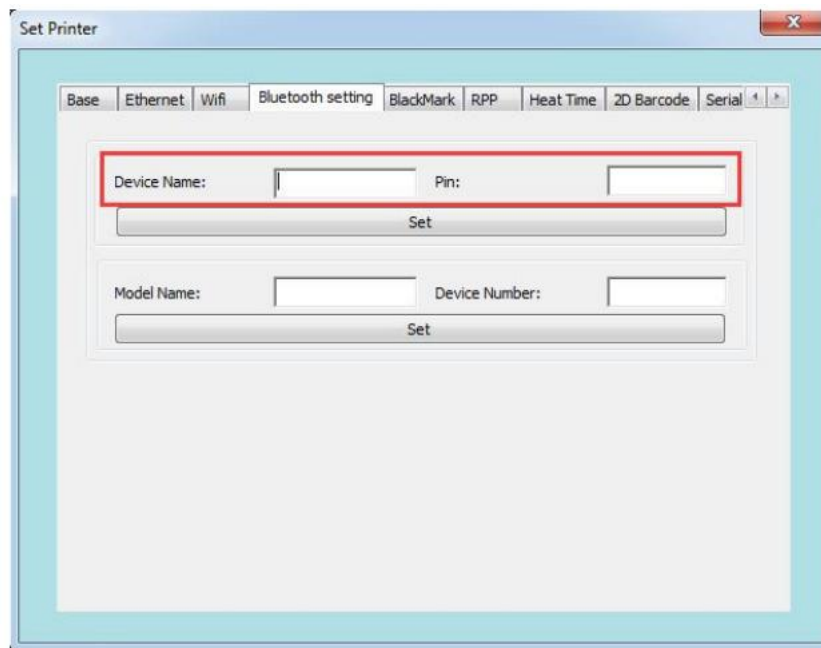 Set Printer
Base Ethernet Wifi Bluetooth setting BlackMark RPP Heat Time 2D Barcode Serial
Device Name: Pin:
Set
Model Name: Device Number:
Set